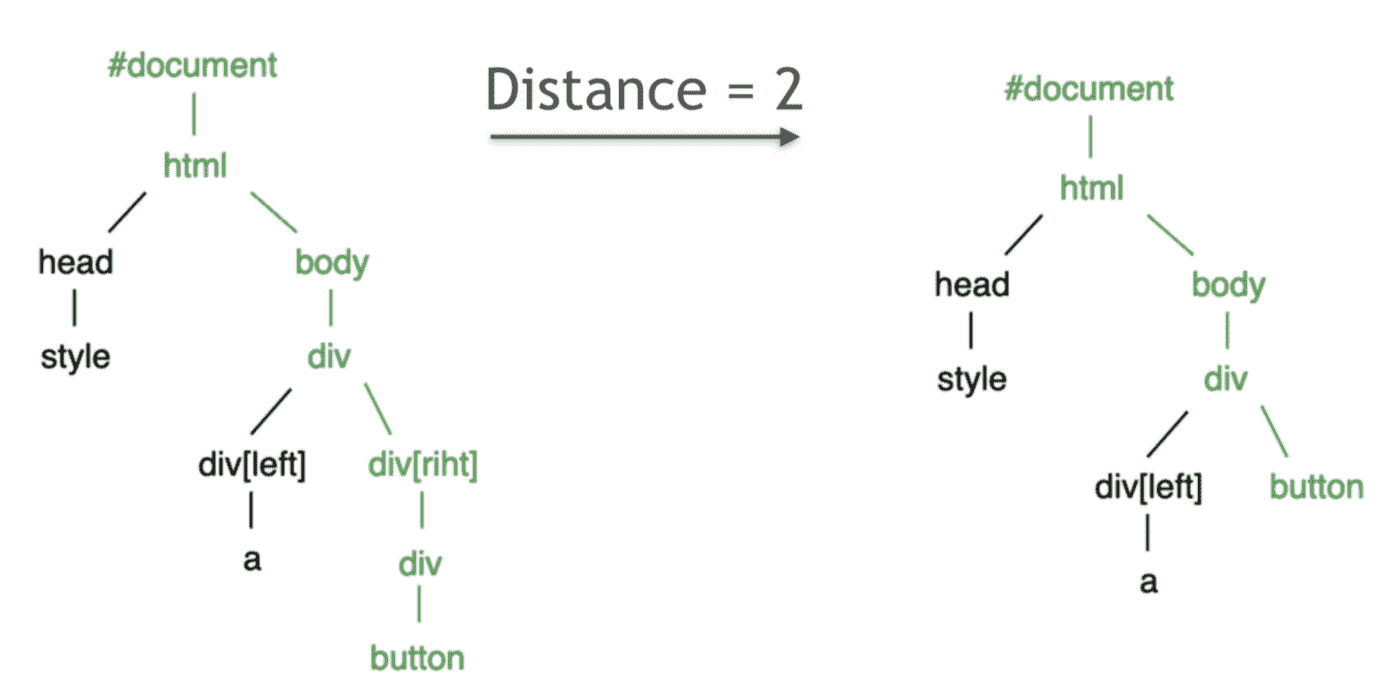 #document
html
head body
style div
div[left] div[riht]
a div
button
Distance = 2
#document
html
head body
style div
div[left] button
a